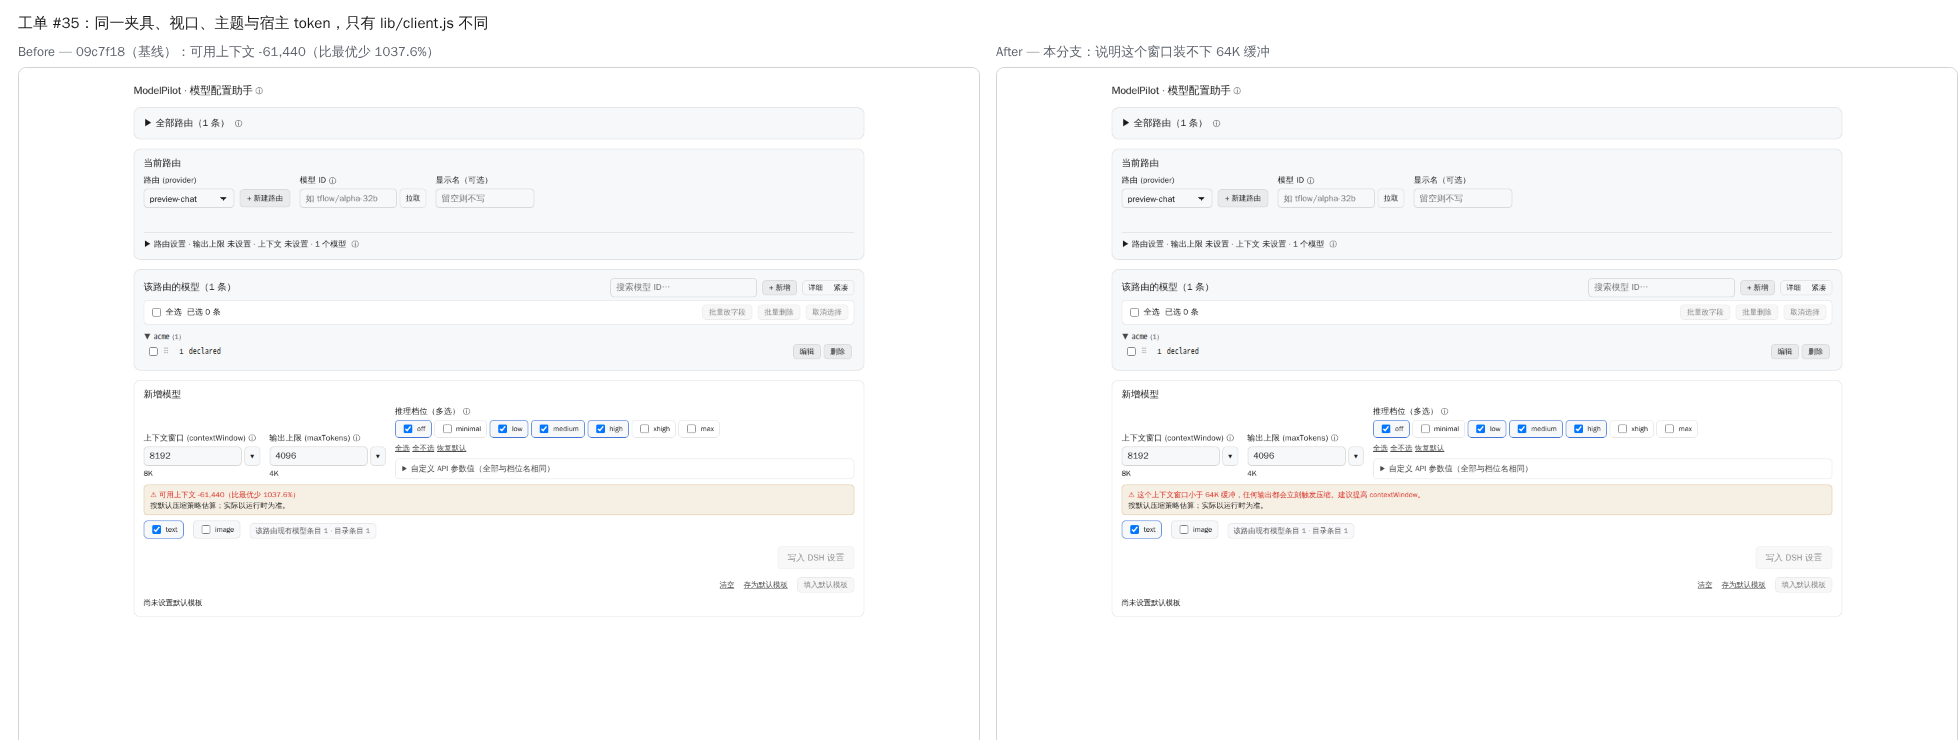 工单 #35：同一夹具、视口、主题与宿主 token，只有 lib/client.js 不同
Before — 09c7f18（基线）：可用上下文 -61,440（比最优少 1037.6%）
ModelPilot · 模型配置助手 ⓘ
▶ 全部路由（1 条） ⓘ
当前路由
路由 (provider) 模型 ID ⓘ 显示名（可选）
preview-chat + 新建路由 如 tflow/alpha-32b 拉取 留空则不写
▶ 路由设置 · 输出上限 未设置 · 上下文 未设置 · 1 个模型 ⓘ
该路由的模型（1 条） 搜索模型 ID… + 新增 详细 紧凑
全选 已选 0 条 批量改字段 批量删除 取消选择
▼ acme (1)
1 declared 编辑 删除
新增模型
推理档位（多选） ⓘ
off minimal low medium high xhigh max
上下文窗口 (contextWindow) ⓘ 输出上限 (maxTokens) ⓘ
全选 全不选 恢复默认
8192 4096
▶ 自定义 API 参数值（全部与档位名相同）
8K 4K
⚠ 可用上下文 -61,440（比最优少 1037.6%）
按默认压缩策略估算；实际以运行时为准。
text image 该路由现有模型条目 1 · 目录条目 1
写入 DSH 设置
清空 存为默认模板 填入默认模板
尚未设置默认模板
After — 本分支：说明这个窗口装不下 64K 缓冲
ModelPilot · 模型配置助手 ⓘ
▶ 全部路由（1 条） ⓘ
当前路由
路由 (provider) 模型 ID ⓘ 显示名（可选）
preview-chat + 新建路由 如 tflow/alpha-32b 拉取 留空则不写
▶ 路由设置 · 输出上限 未设置 · 上下文 未设置 · 1 个模型 ⓘ
该路由的模型（1 条） 搜索模型 ID… + 新增 详细 紧凑
全选 已选 0 条 批量改字段 批量删除 取消选择
▼ acme (1)
1 declared 编辑 删除
新增模型
推理档位（多选） ⓘ
off minimal low medium high xhigh max
上下文窗口 (contextWindow) ⓘ 输出上限 (maxTokens) ⓘ
全选 全不选 恢复默认
8192 4096
▶ 自定义 API 参数值（全部与档位名相同）
8K 4K
⚠ 这个上下文窗口小于 64K 缓冲，任何输出都会立刻触发压缩。建议提高 contextWindow。
按默认压缩策略估算；实际以运行时为准。
text image 该路由现有模型条目 1 · 目录条目 1
写入 DSH 设置
清空 存为默认模板 填入默认模板
尚未设置默认模板